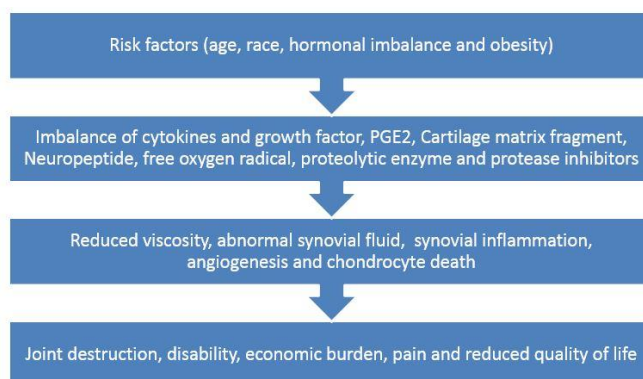 Risk factors (age, race, hormonal imbalance and obesity)
Imbalance of cytokines and growth factor, PGE2, Cartilage matrix fragment,
Neuropeptide, free oxygen radical, proteolytic enzyme and protease inhibitors
Reduced viscosity, abnormal synovial fluid, synovial inflammation,
angiogenesis and chondrocyte death
Joint destruction, disability, economic burden, pain and reduced quality of life